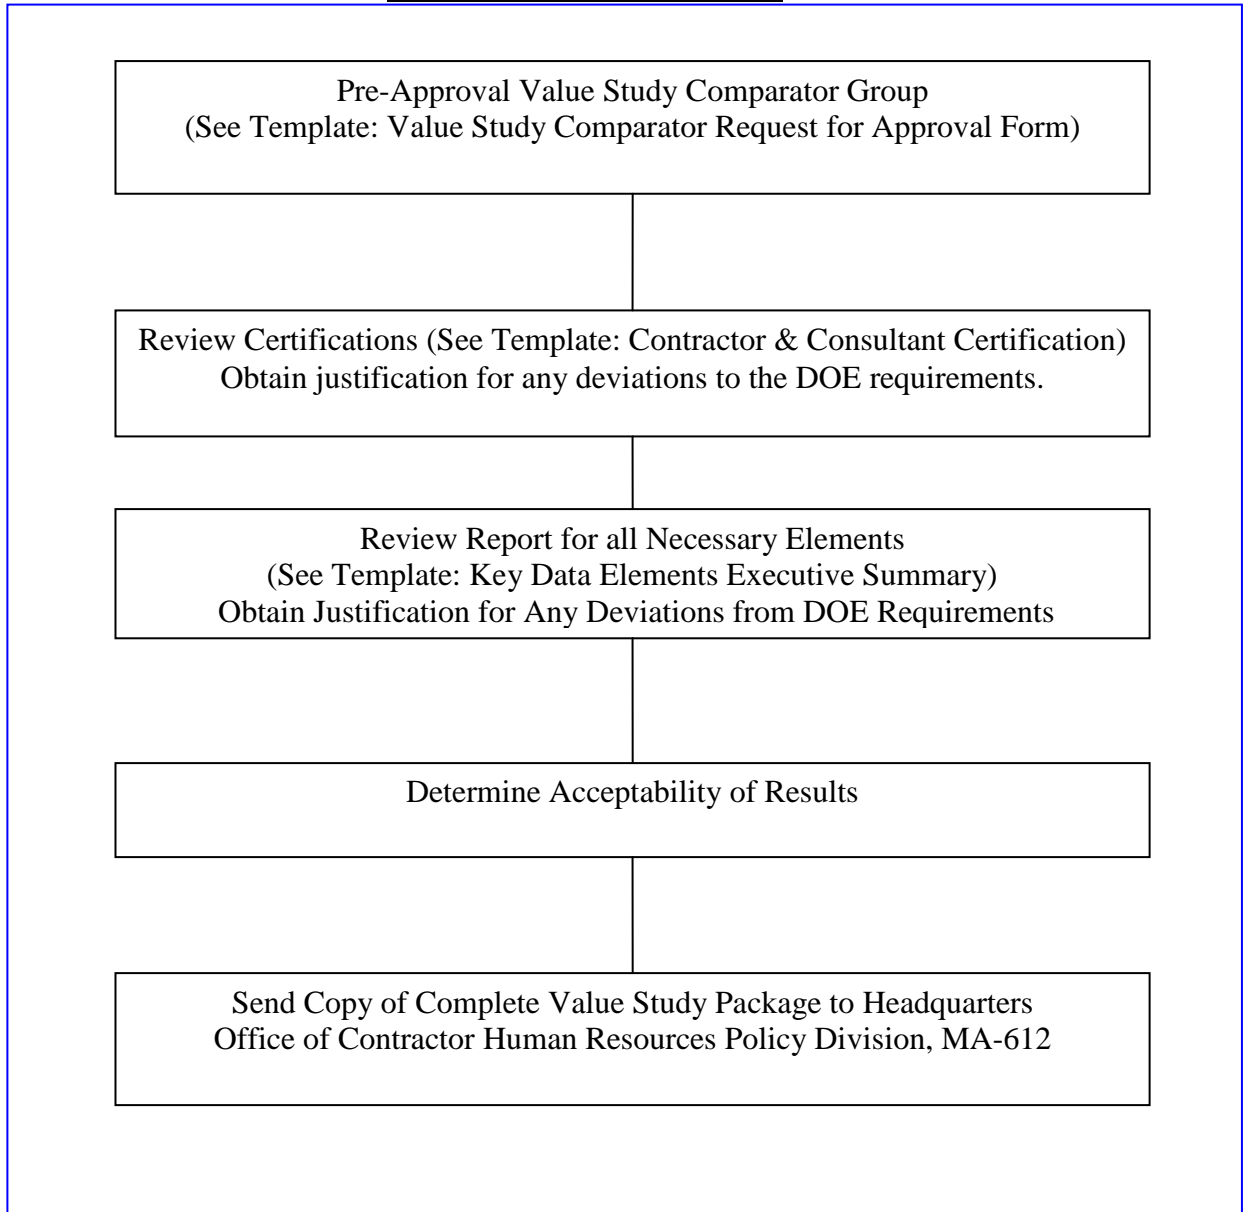 Pre-Approval Value Study Comparator Group
(See Template: Value Study Comparator Request for Approval Form)
Review Certifications (See Template: Contractor & Consultant Certification)
Obtain justification for any deviations to the DOE requirements.
Review Report for all Necessary Elements
(See Template: Key Data Elements Executive Summary)
Obtain Justification for Any Deviations from DOE Requirements
Determine Acceptability of Results
Send Copy of Complete Value Study Package to Headquarters
Office of Contractor Human Resources Policy Division, MA-612